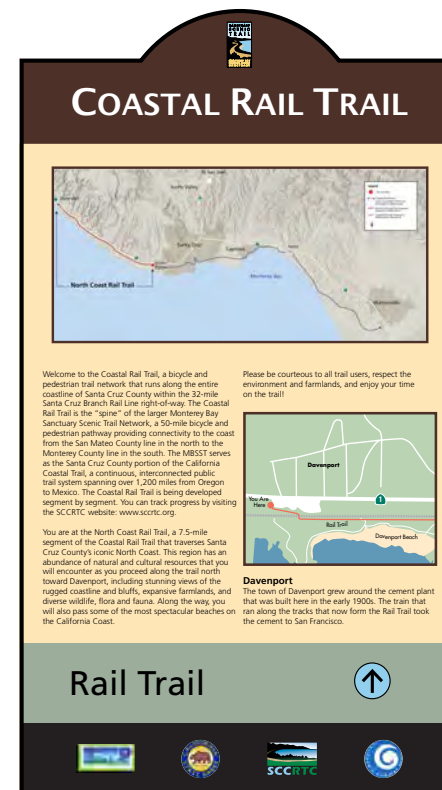 SANCTUARY
SCENIC
TRAIL
COASTAL RAIL TRAIL
Scotts Valley
Santa Cruz
Capitola
Monterey Bay
Watsonville
North Coast Rail Trail
Welcome to the Coastal Rail Trail, a bicycle and
pedestrian trail network that runs along the entire
coastline of Santa Cruz County within the 32-mile
Santa Cruz Branch Rail Line right-of-way. The Coastal
Rail Trail is the “spine” of the larger Monterey Bay
Sanctuary Scenic Trail Network, a 50-mile bicycle and
pedestrian pathway providing connectivity to the coast
from the San Mateo County line in the north to the
Monterey County line in the south. The MBSST serves
as the Santa Cruz County portion of the California
Coastal Trail, a continuous, interconnected public
trail system spanning over 1,200 miles from Oregon
to Mexico. The Coastal Rail Trail is being developed
segment by segment. You can track progress by visiting
the SCCRTC website: www.sccrtc.org.
You are at the North Coast Rail Trail, a 7.5-mile
segment of the Coastal Rail Trail that traverses Santa
Cruz County’s iconic North Coast. This region has an
abundance of natural and cultural resources that you
will encounter as you proceed along the trail north
toward Davenport, including stunning views of the
rugged coastline and bluffs, expansive farmlands, and
diverse wildlife, flora and fauna. Along the way, you
will also pass some of the most spectacular beaches on
the California Coast.
Please be courteous to all trail users, respect the
environment and farmlands, and enjoy your time
on the trail!
Davenport
You Are
Here
1
Rail Trail
Davenport Beach
Davenport
The town of Davenport grew around the cement plant
that was built here in the early 1900s. The train that
ran along the tracks that now form the Rail Trail took
the cement to San Francisco.
Rail Trail
SCCRTC